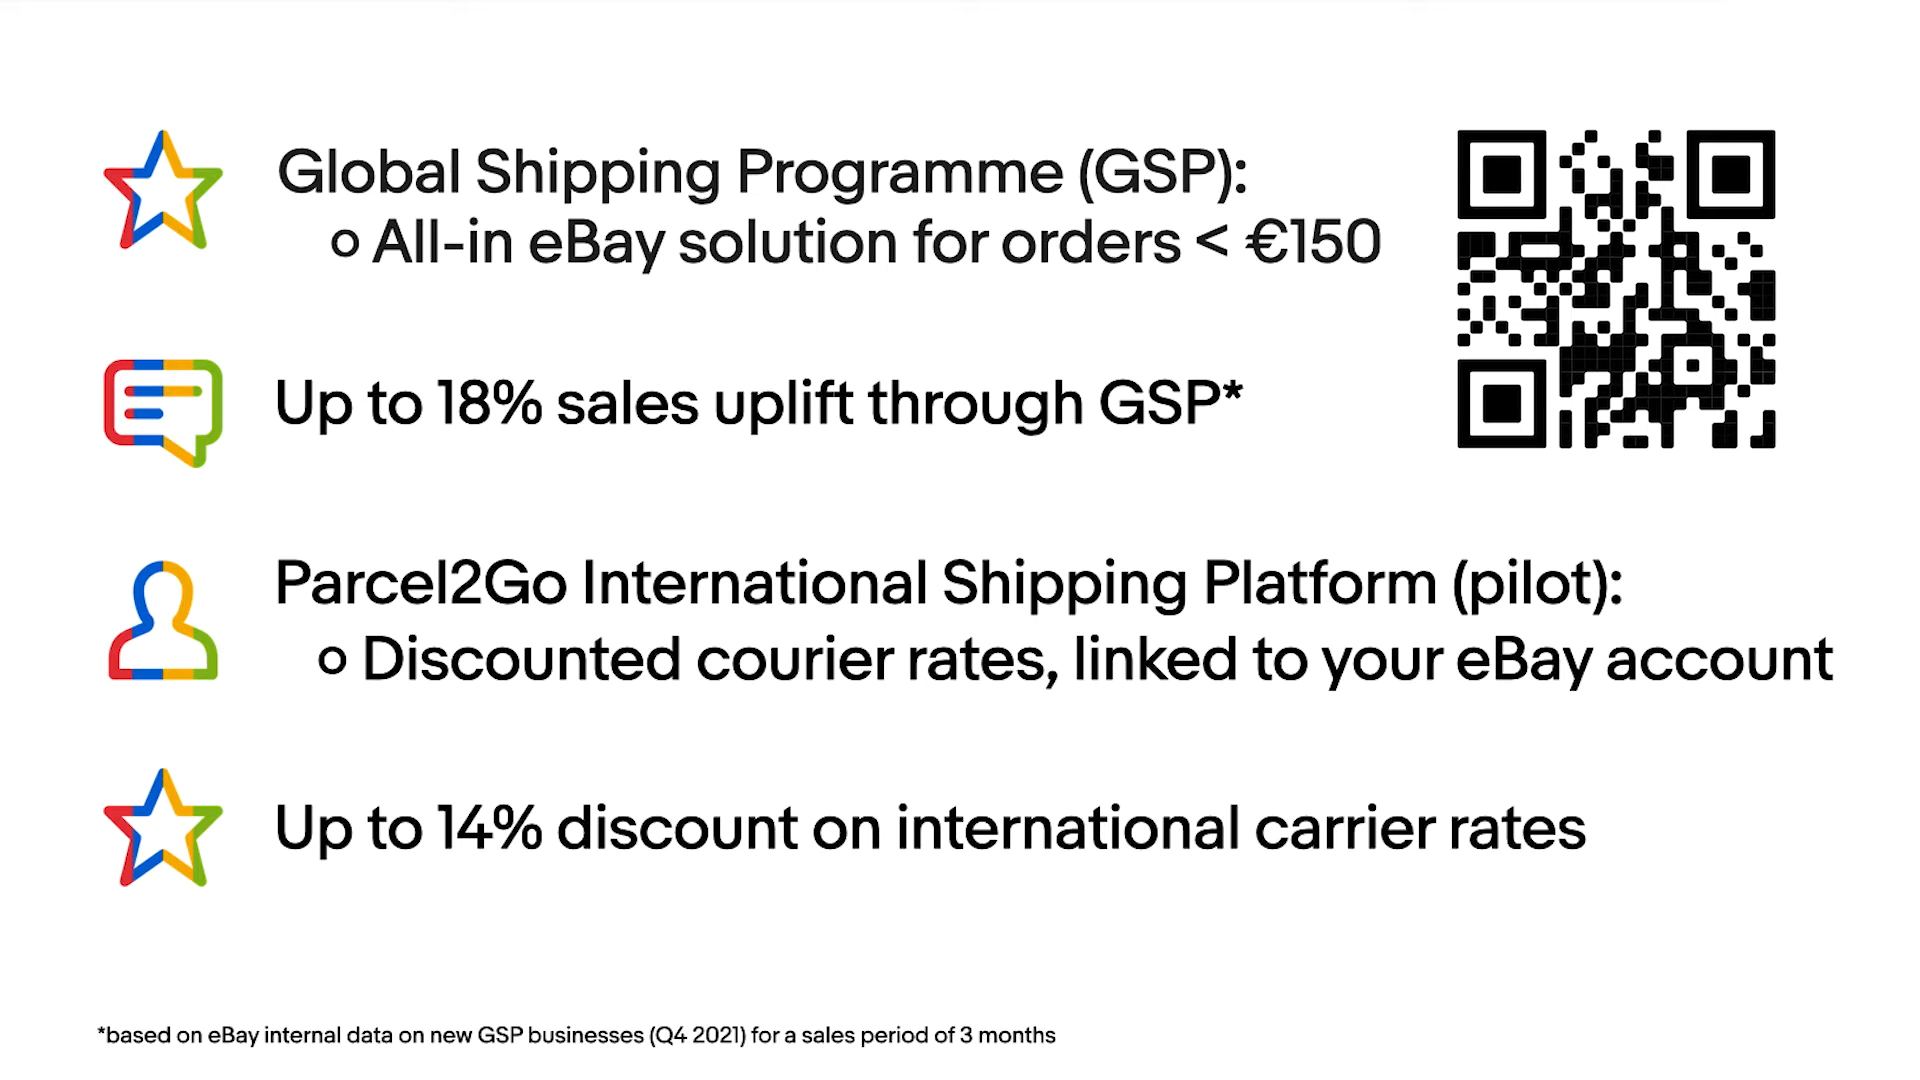 Global Shipping Programme (GSP):
o All-in eBay solution for orders < €150
Up to 18% sales uplift through GSP*
Parcel2Go International Shipping Platform (pilot):
o Discounted courier rates, linked to your eBay account
Up to 14% discount on international carrier rates
*based on eBay internal data on new GSP businesses (Q4 2021) for a sales period of 3 months